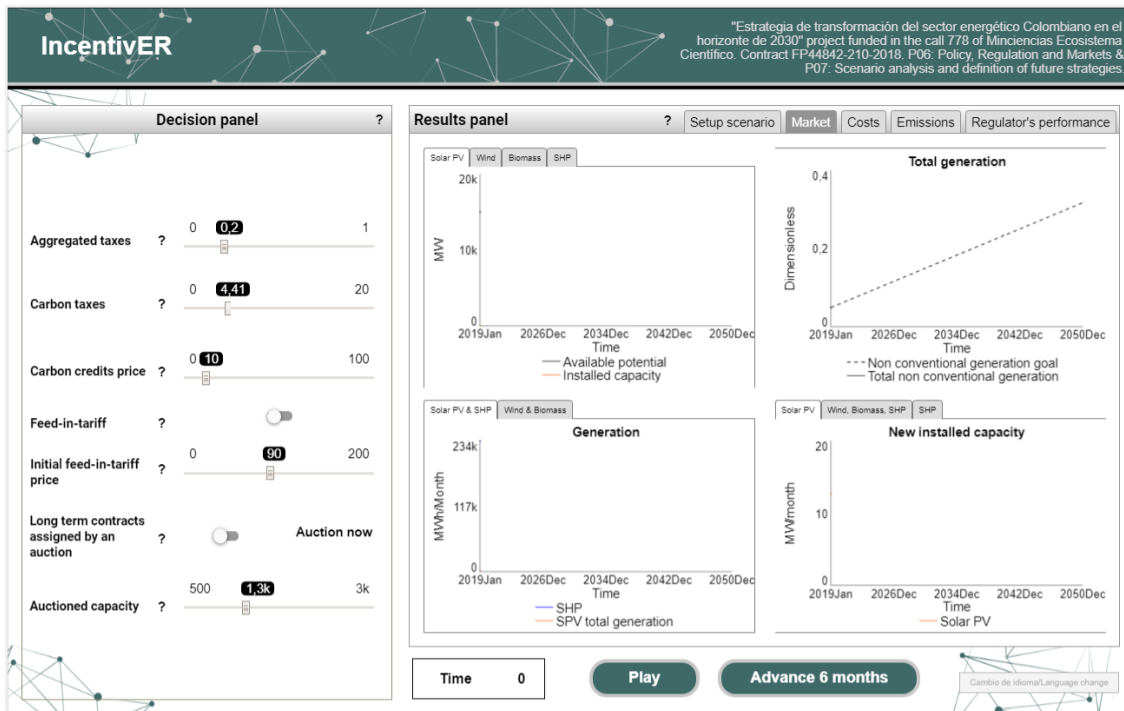 IncentivER
"Estrategia de transformación del sector energético Colombiano en el
horizonte de 2030" project funded in the call 778 of Minciencias Ecosistema
Científico. Contract FP44842-210-2018. P06: Policy, Regulation and Markets &
P07: Scenario analysis and definition of future strategies.
Decision panel ?
Aggregated taxes ? 0 0,2 1
Carbon taxes ? 0 4,41 20
Carbon credits price ? 0 10 100
Feed-in-tariff ?
Initial feed-in-tariff
price ? 0 90 200
Long term contracts
assigned by an
auction ? Auction now
Auctioned capacity ? 500 1,3k 3k
Results panel ? Setup scenario Market Costs Emissions Regulator's performance
Solar PV Wind Biomass SHP
20k
10k
0
MW
2019Jan 2026Dec 2034Dec 2042Dec 2050Dec
Time
Available potential
Installed capacity
Total generation
0,4
0,2
0
Dimensionless
2019Jan 2026Dec 2034Dec 2042Dec 2050Dec
Time
Non conventional generation goal
Total non conventional generation
Solar PV & SHP Wind & Biomass
Generation
234k
117k
0
MWh/Month
2019Jan 2026Dec 2034Dec 2042Dec 2050Dec
Time
SHP
SPV total generation
Solar PV Wind, Biomass, SHP SHP
New installed capacity
20
10
0
MW/month
2019Jan 2026Dec 2034Dec 2042Dec 2050Dec
Time
Solar PV
Time 0
Play
Advance 6 months
Cambio de idioma/Language change